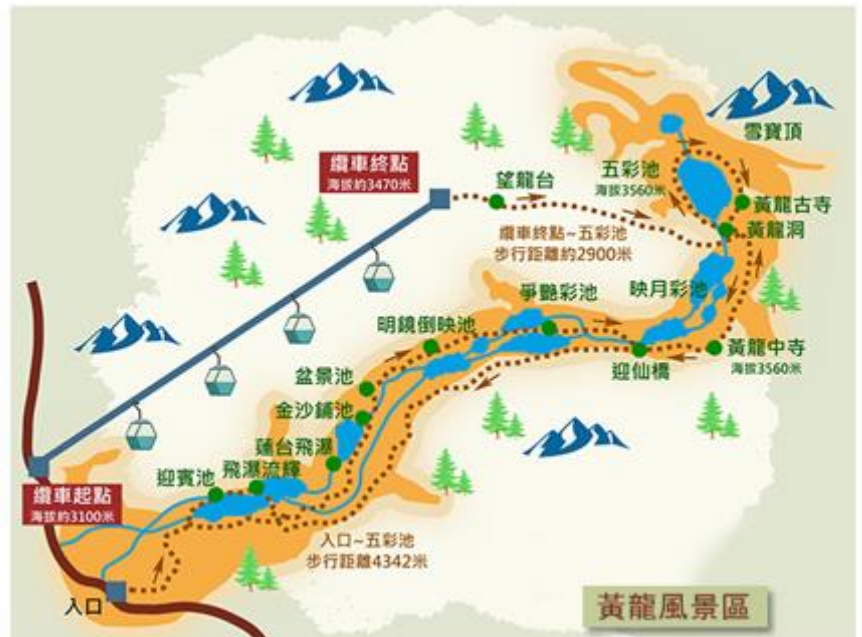 雪寶頂
纜車終點
海拔約3470米
望龍台
五彩池
海拔3560米
黃龍古寺
黃龍洞
纜車終點~五彩池
步行距離約2900米
爭艷彩池
映月彩池
明鏡倒映池
黃龍中寺
海拔3560米
迎仙橋
盆景池
金沙鋪池
蓮台飛瀑
飛瀑流輝
迎賓池
纜車起點
海拔約3100米
入口~五彩池
步行距離4342米
入口
黃龍風景區